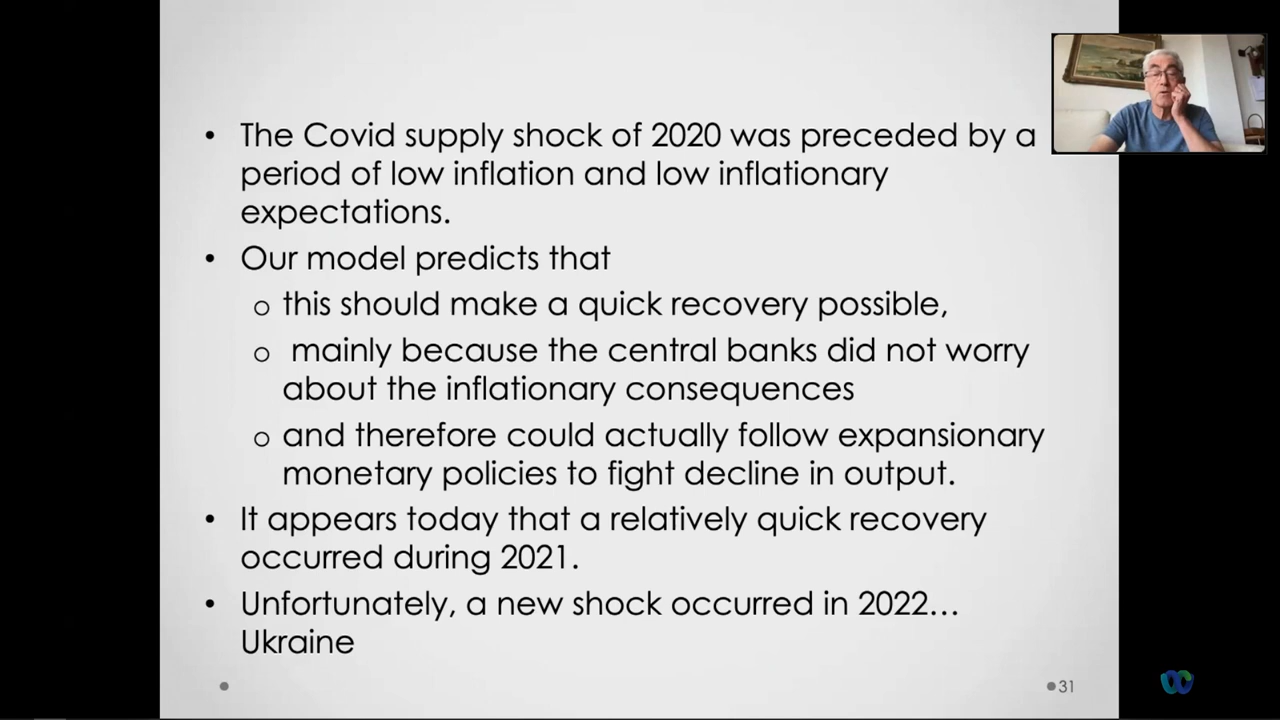 • The Covid supply shock of 2020 was preceded by a
period of low inflation and low inflationary
expectations.
• Our model predicts that
o this should make a quick recovery possible,
o mainly because the central banks did not worry
about the inflationary consequences
o and therefore could actually follow expansionary
monetary policies to fight decline in output.
• It appears today that a relatively quick recovery
occurred during 2021.
• Unfortunately, a new shock occurred in 2022…
Ukraine
31